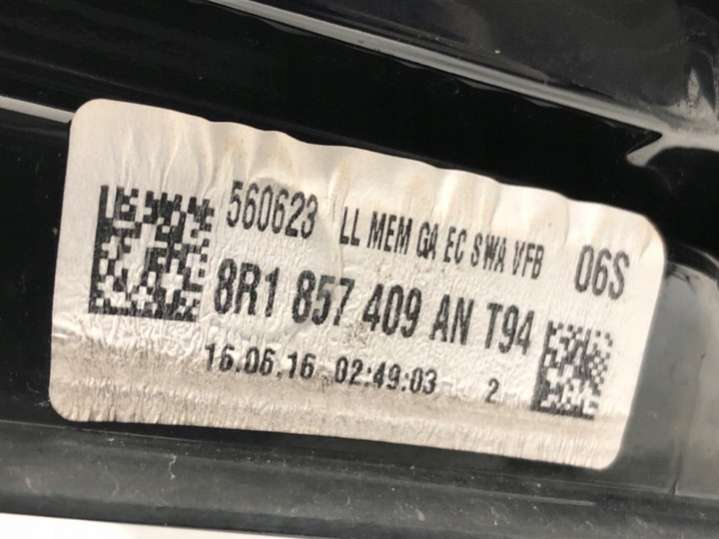 560623 LL MEM GA EC SWA VFB 06S
8R1 857 409 AN T94
16.06.16 02:49:03 2